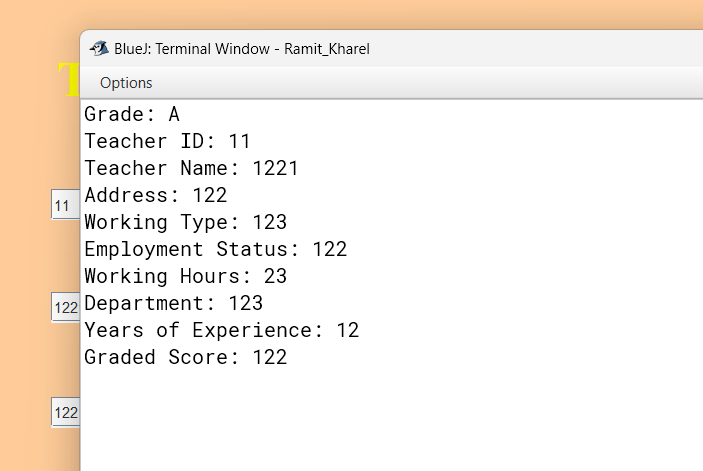 BlueJ: Terminal Window - Ramit_Kharel
Options
Grade: A
Teacher ID: 11
Teacher Name: 1221
Address: 122
Working Type: 123
Employment Status: 122
Working Hours: 23
Department: 123
Years of Experience: 12
Graded Score: 122
T
11
122
122